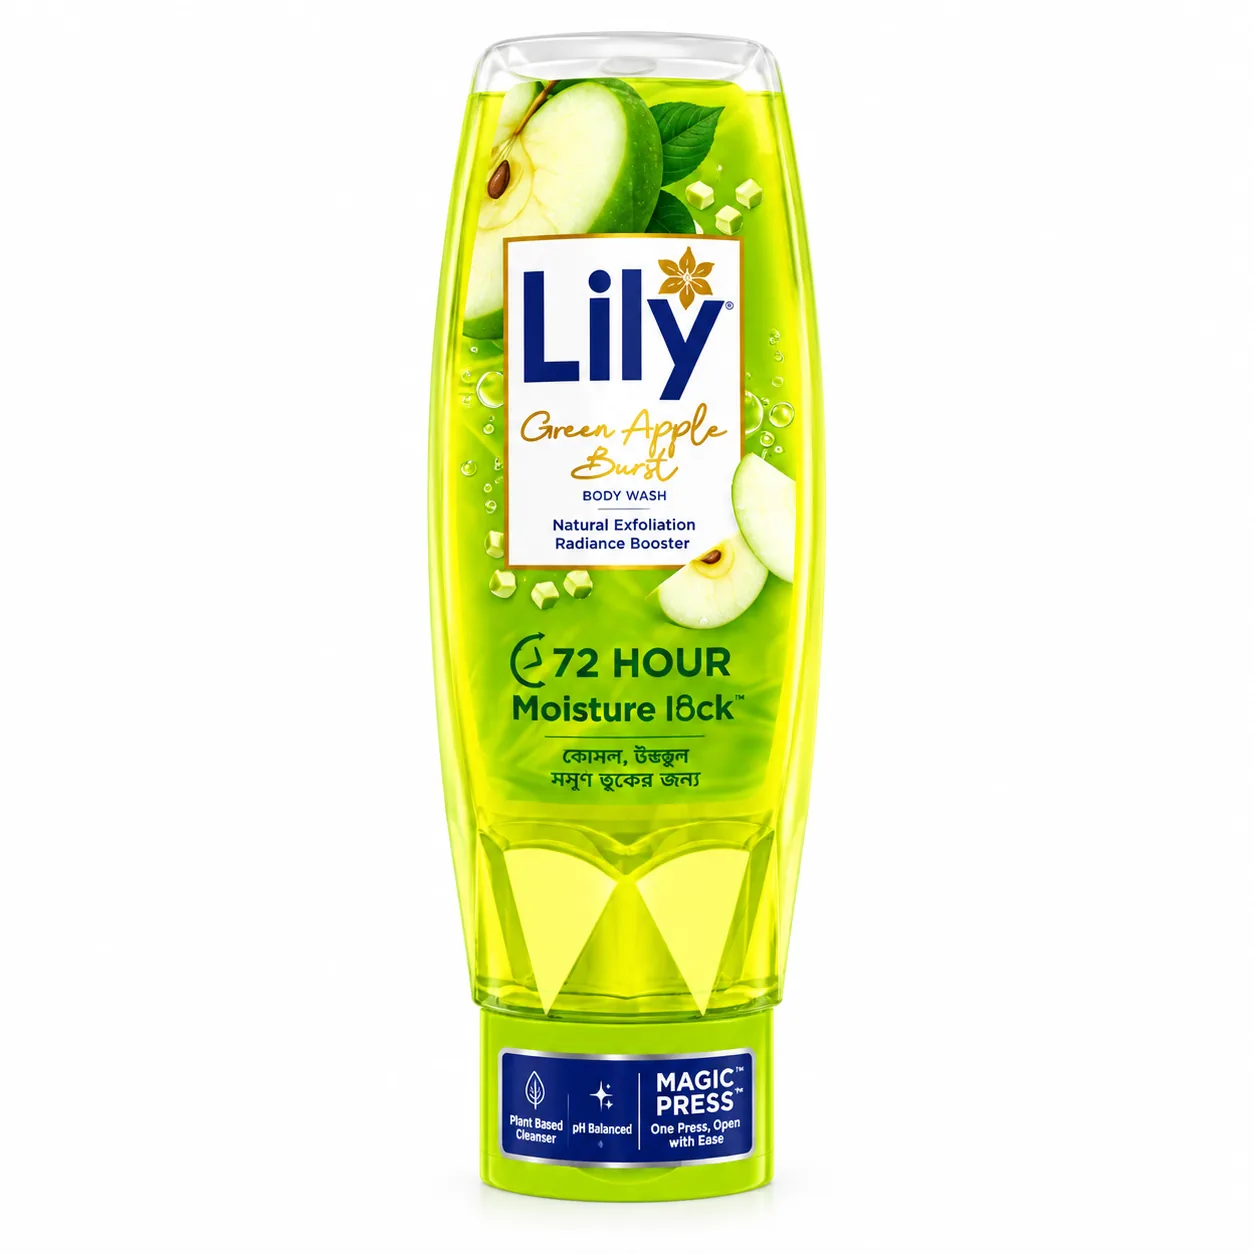 Lily®
Green Apple
Burst
BODY WASH
Natural Exfoliation
Radiance Booster
72 HOUR
Moisture lock™
কোমল, উজ্জ্বল
মসৃণ ত্বকের জন্য
Plant Based
Cleanser
pH Balanced
MAGIC™
PRESS™
One Press, Open
with Ease